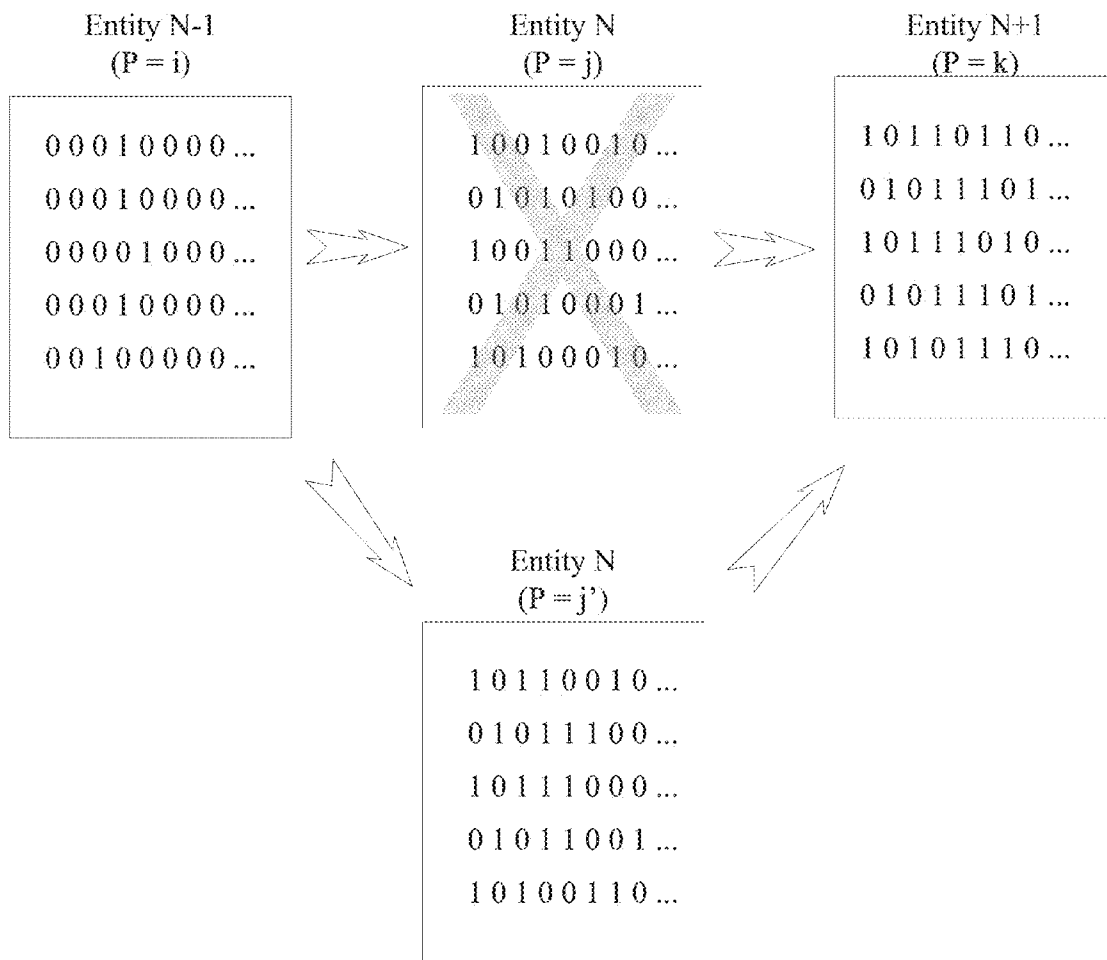 Entity N-1
(P = i)
0 0 0 1 0 0 0 0 ...
0 0 0 1 0 0 0 0 ...
0 0 0 0 1 0 0 0 ...
0 0 0 1 0 0 0 0 ...
0 0 1 0 0 0 0 0 ...
Entity N
(P = j)
1 0 0 1 0 0 1 0 ...
0 1 0 1 0 1 0 0 ...
1 0 0 1 1 0 0 0 ...
0 1 0 1 0 0 0 1 ...
1 0 1 0 0 0 1 0 ...
Entity N+1
(P = k)
1 0 1 1 0 1 1 0 ...
0 1 0 1 1 1 0 1 ...
1 0 1 1 1 0 1 0 ...
0 1 0 1 1 1 0 1 ...
1 0 1 0 1 1 1 0 ...
Entity N
(P = j’)
1 0 1 1 0 0 1 0 ...
0 1 0 1 1 1 0 0 ...
1 0 1 1 1 0 0 0 ...
0 1 0 1 1 0 0 1 ...
1 0 1 0 0 1 1 0 ...